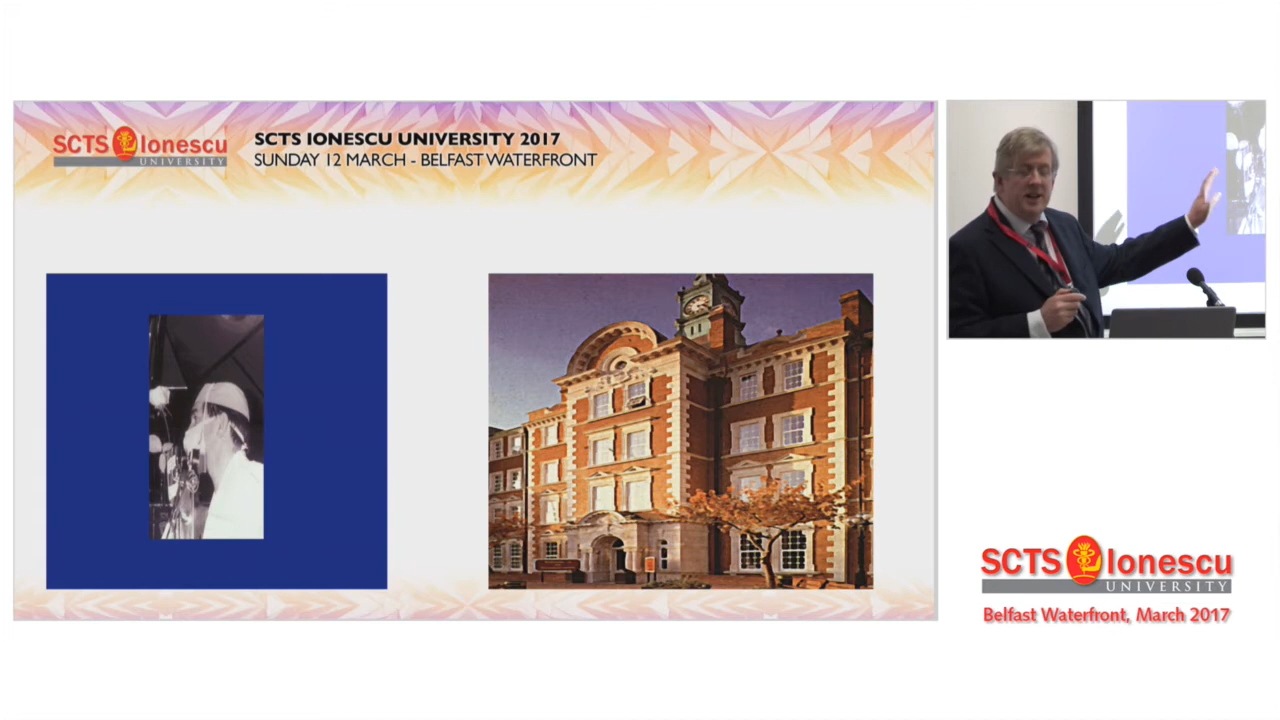 SCTS Ionescu
UNIVERSITY
SCTS IONESCU UNIVERSITY 2017
SUNDAY 12 MARCH - BELFAST WATERFRONT
SCTS Ionescu
UNIVERSITY
Belfast Waterfront, March 2017